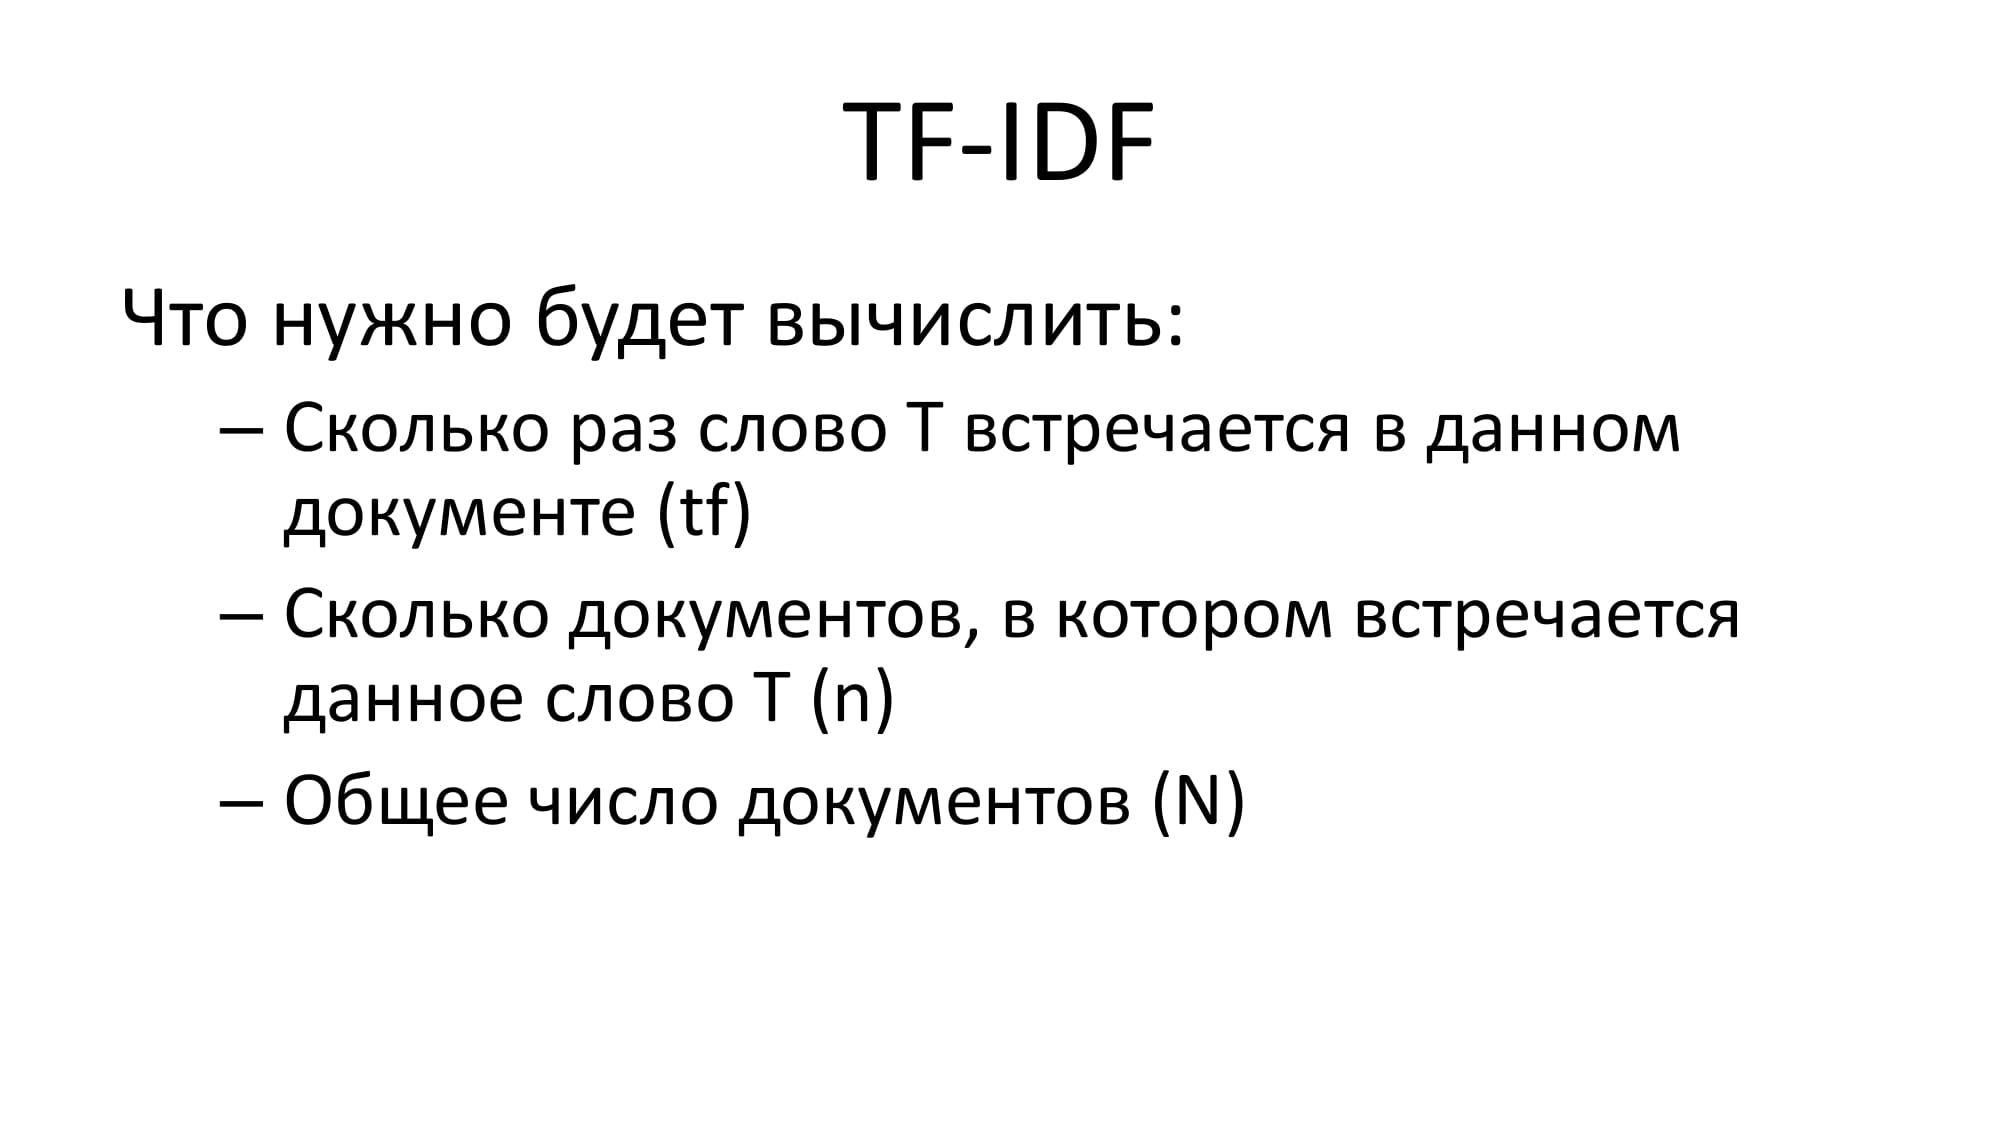 TF-IDF
Что нужно будет вычислить:
– Сколько раз слово T встречается в данном
документе (tf)
– Сколько документов, в котором встречается
данное слово T (n)
– Общее число документов (N)